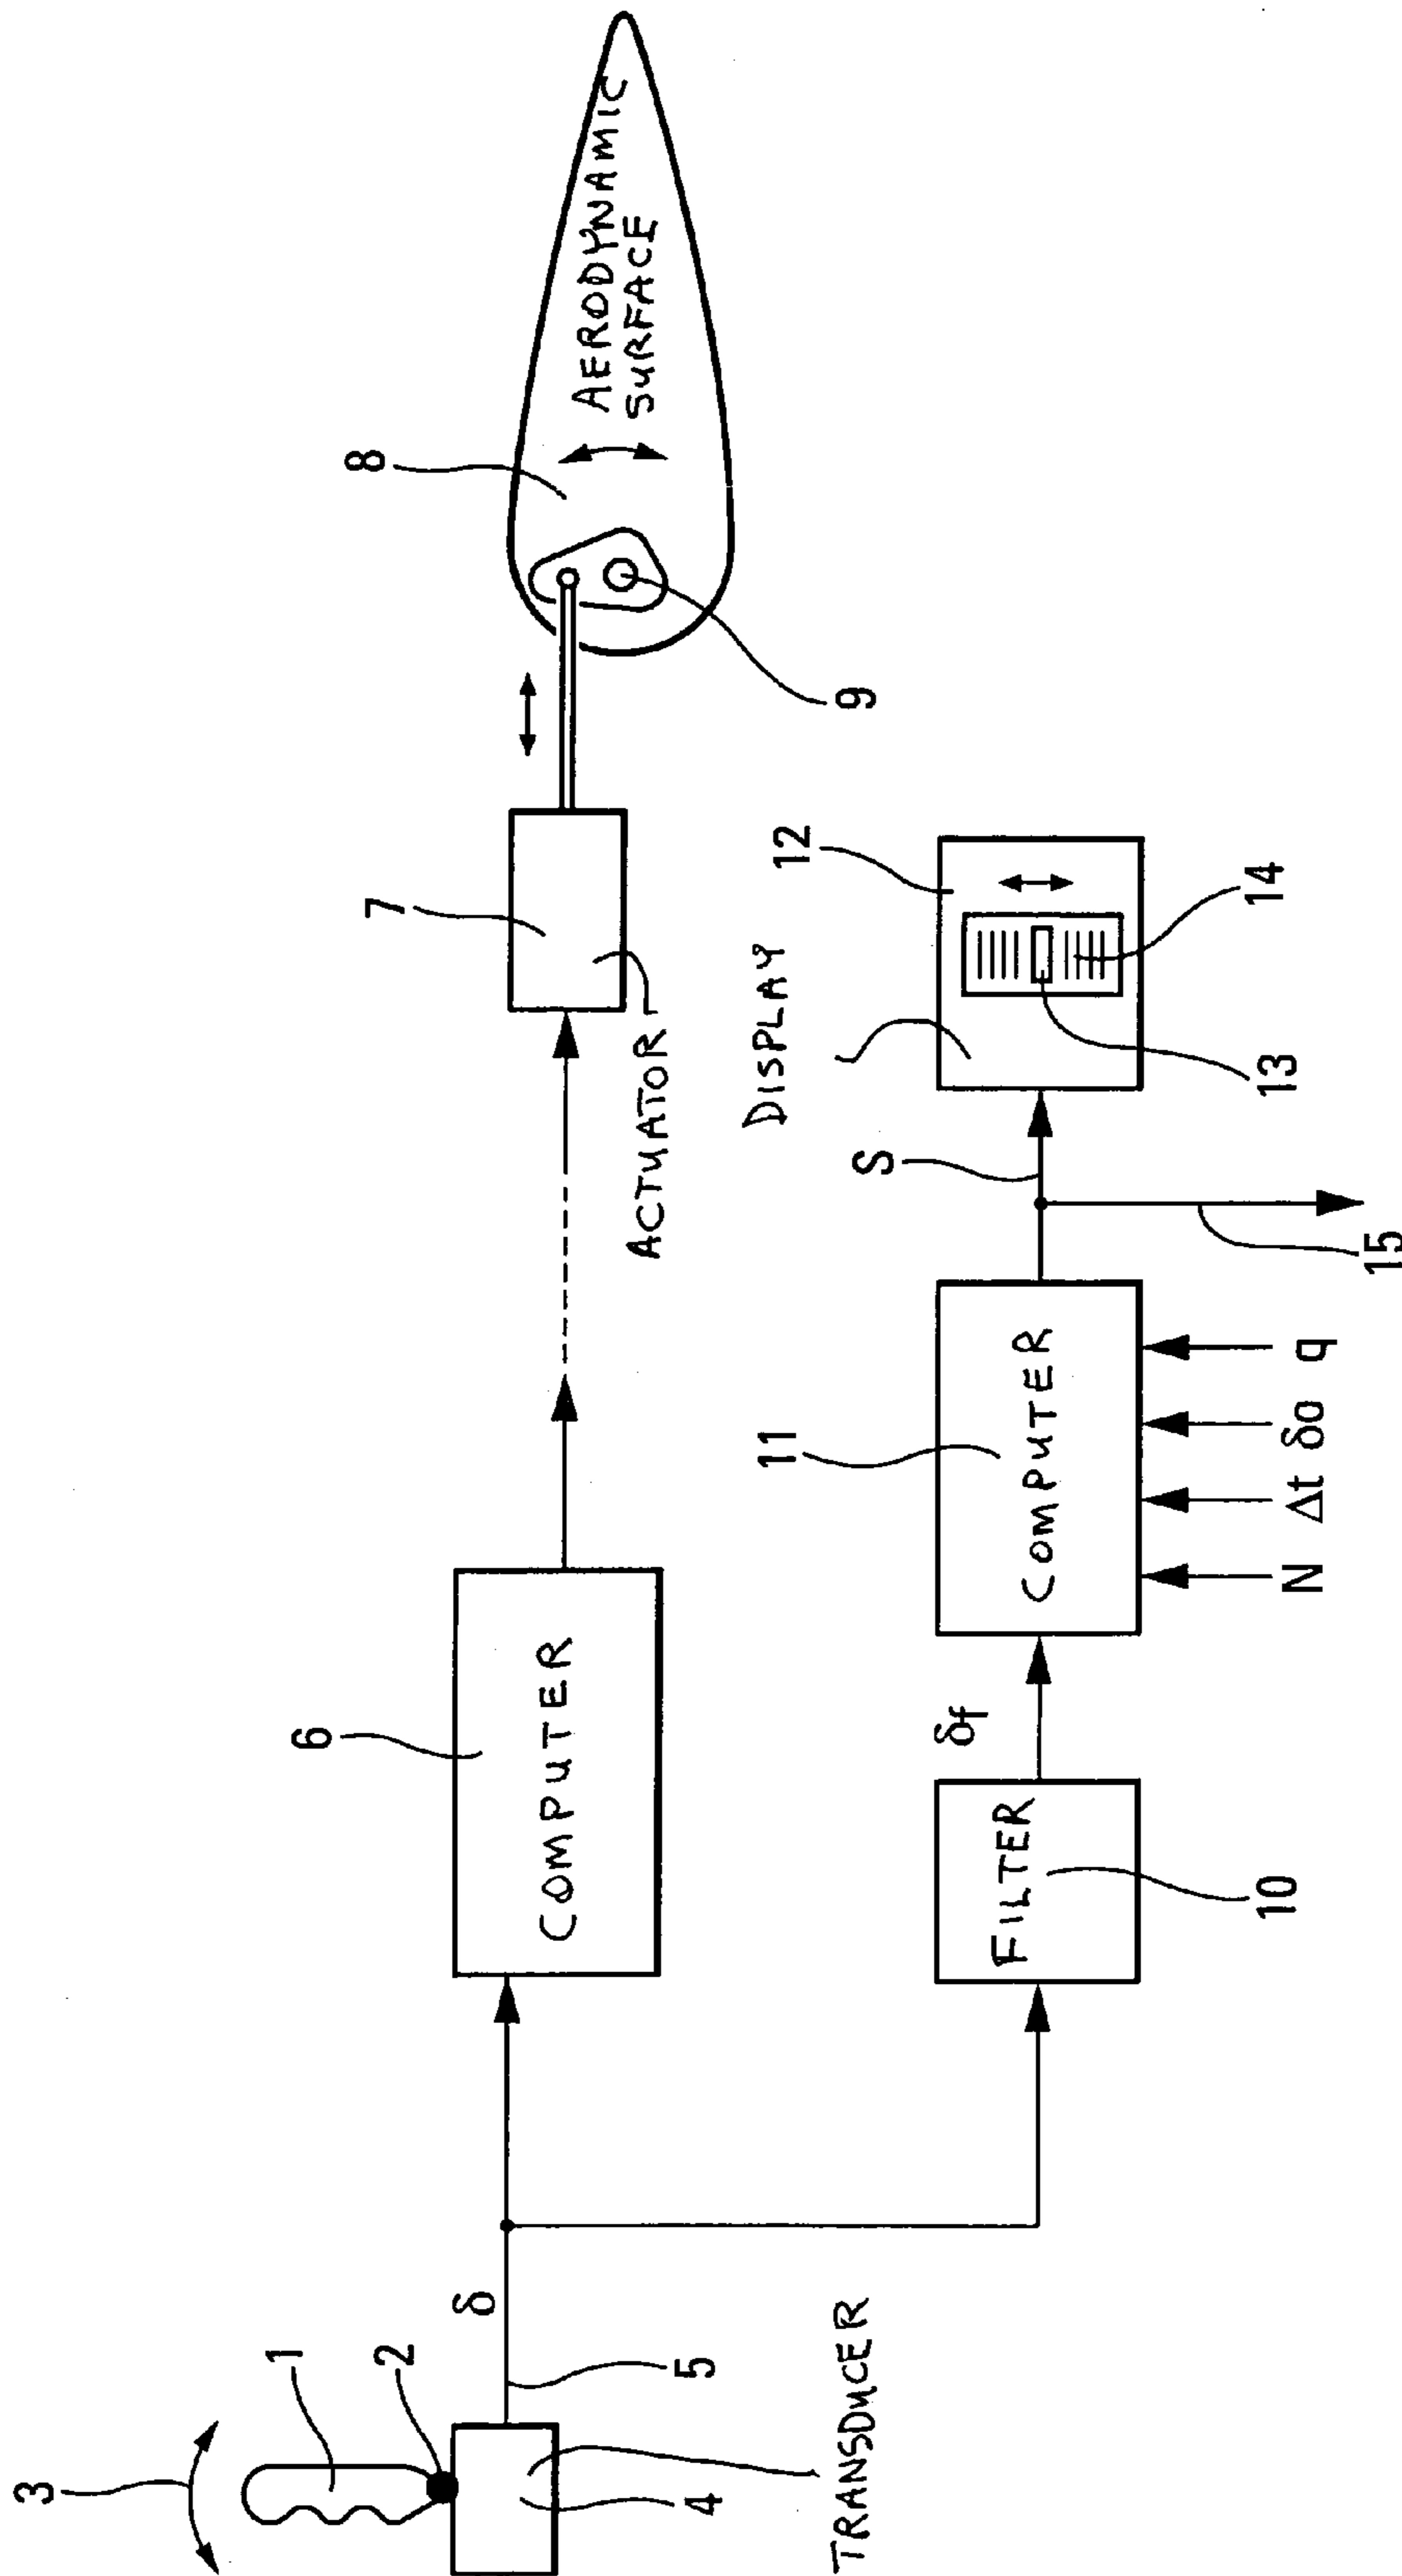 3
1
2
4
TRANSDUCER
5
δ
6
COMPUTER
7
ACTUATOR
8
AERODYNAMIC
SURFACE
9
FILTER
10
δf
11
COMPUTER
N
Δt
δo
q
S
15
DISPLAY
12
13
14